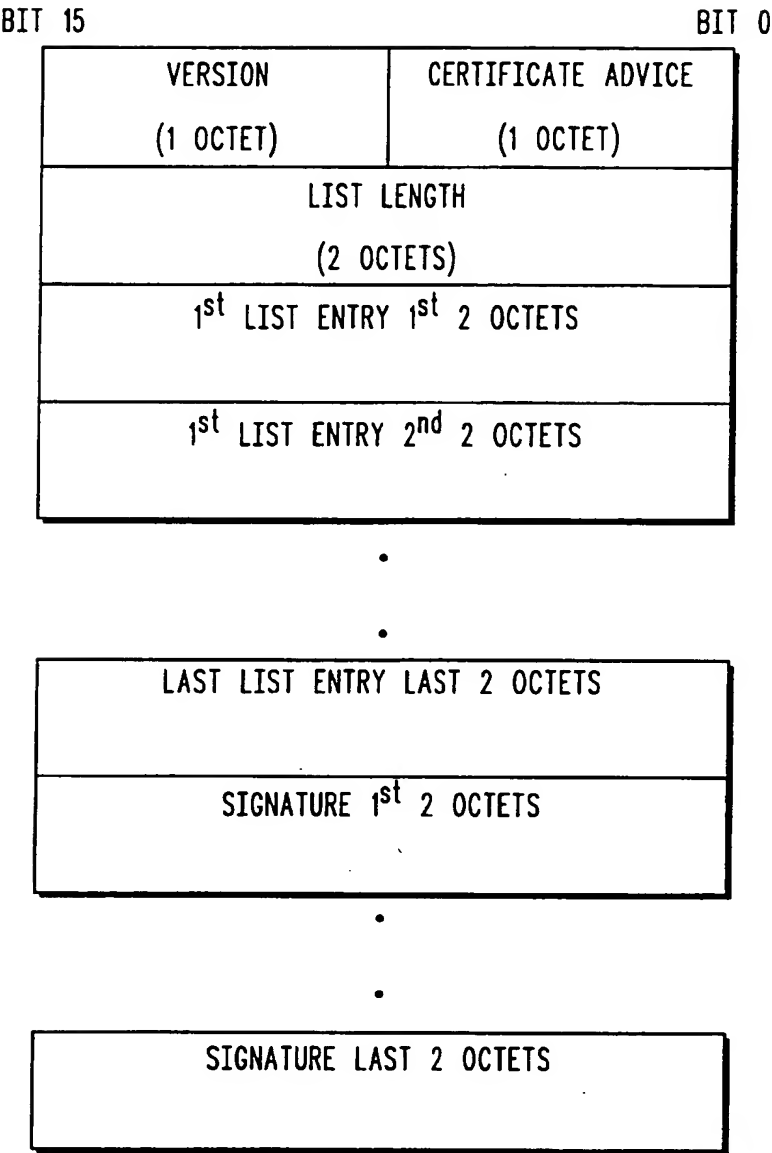 BIT 15 BIT 0
VERSION CERTIFICATE ADVICE
(1 OCTET) (1 OCTET)
LIST LENGTH
(2 OCTETS)
1st LIST ENTRY 1st 2 OCTETS
1st LIST ENTRY 2nd 2 OCTETS
LAST LIST ENTRY LAST 2 OCTETS
SIGNATURE 1st 2 OCTETS
SIGNATURE LAST 2 OCTETS